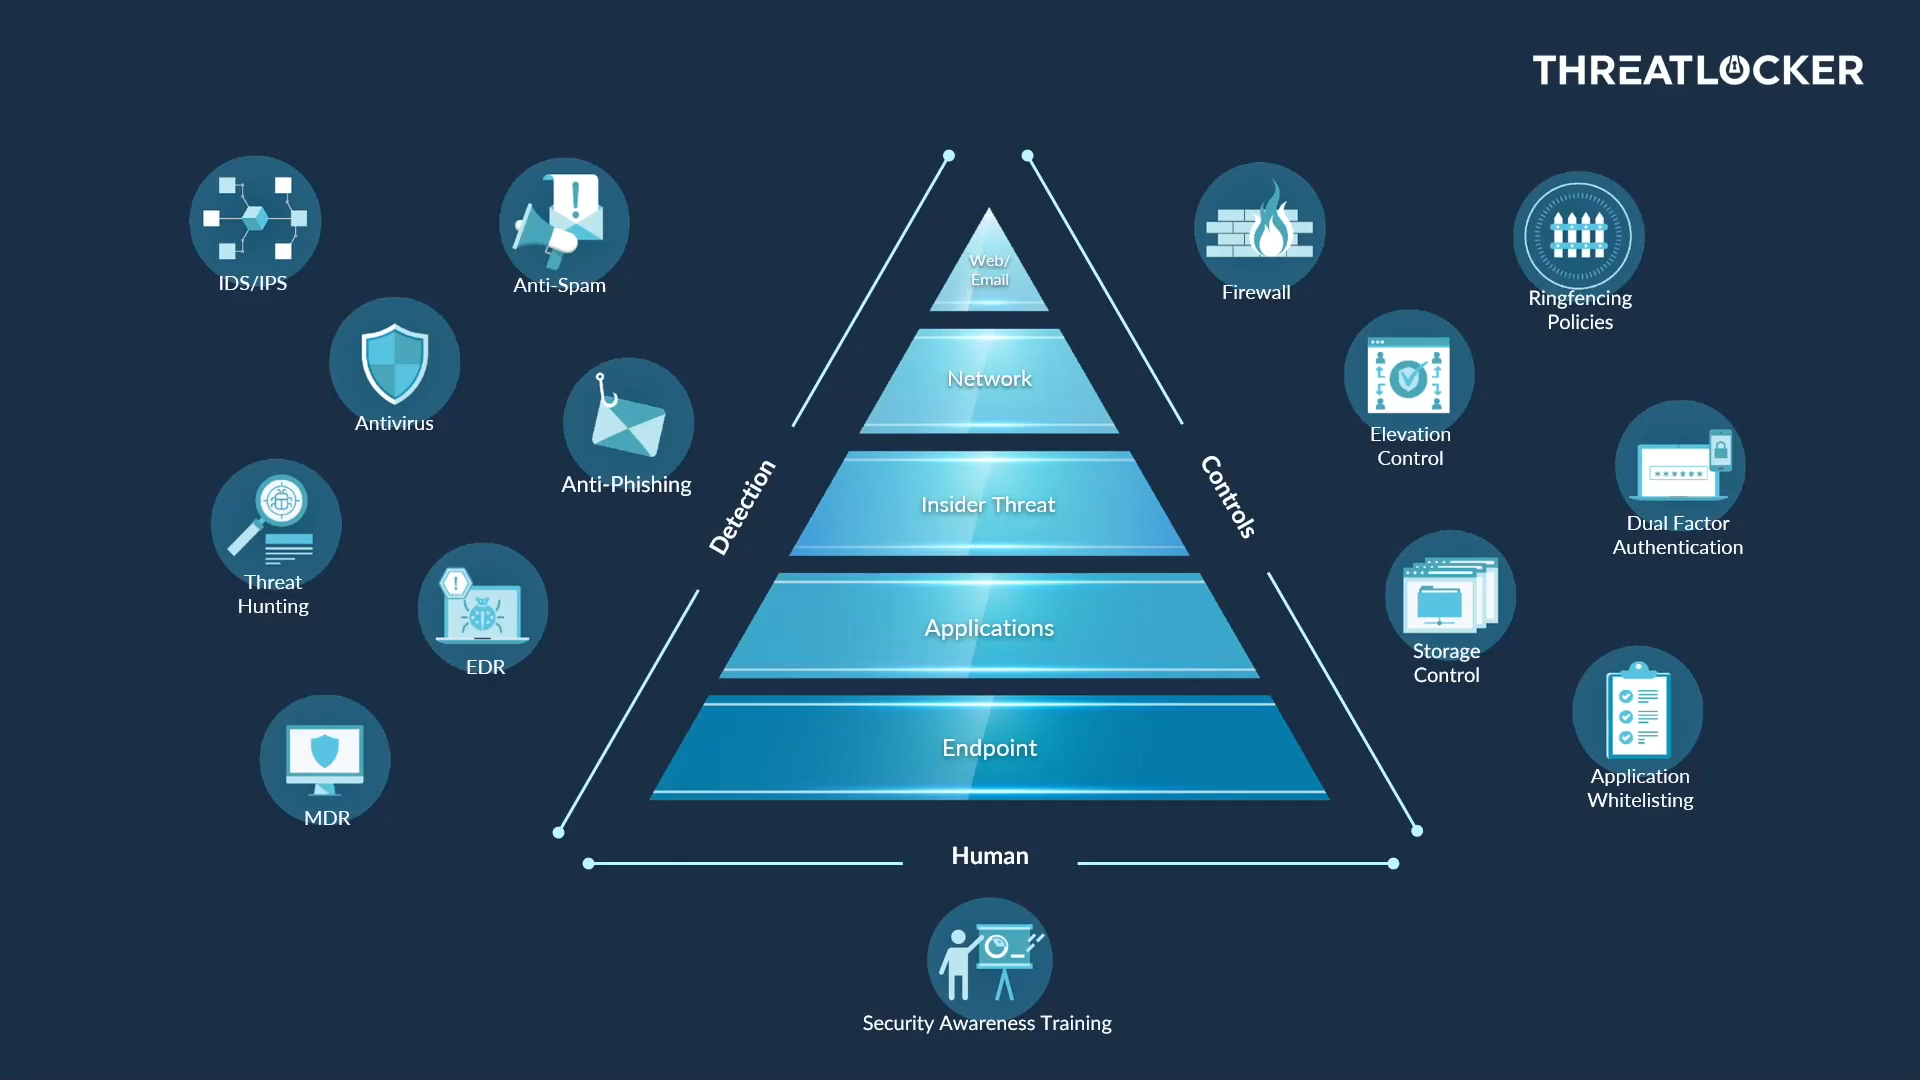 THREATLOCKER
IDS/IPS
Anti-Spam
Antivirus
Anti-Phishing
Threat
Hunting
EDR
MDR
Detection
Web/
Email
Network
Insider Threat
Applications
Endpoint
Controls
Firewall
Ringfencing
Policies
Elevation
Control
Dual Factor
Authentication
Storage
Control
Application
Whitelisting
Human
Security Awareness Training